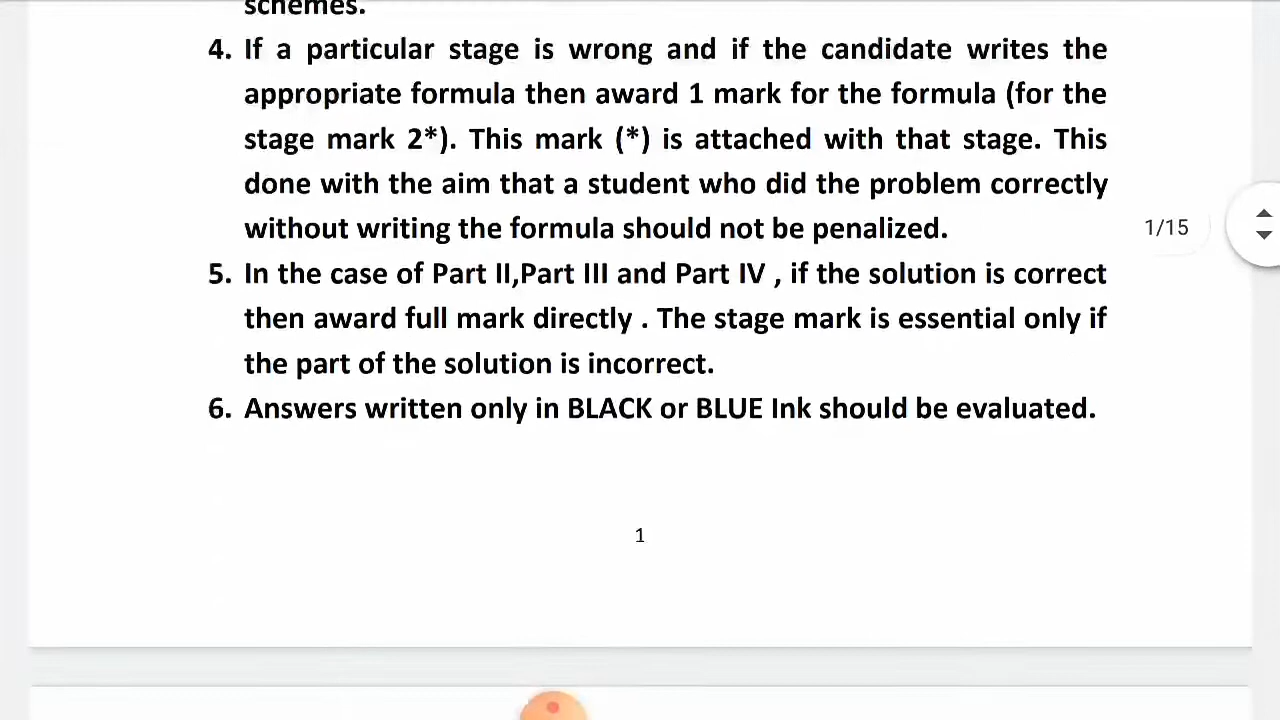 schemes.
4. If a particular stage is wrong and if the candidate writes the
appropriate formula then award 1 mark for the formula (for the
stage mark 2*). This mark (*) is attached with that stage. This
done with the aim that a student who did the problem correctly
without writing the formula should not be penalized.
1/15
5. In the case of Part II,Part III and Part IV , if the solution is correct
then award full mark directly . The stage mark is essential only if
the part of the solution is incorrect.
6. Answers written only in BLACK or BLUE Ink should be evaluated.
1